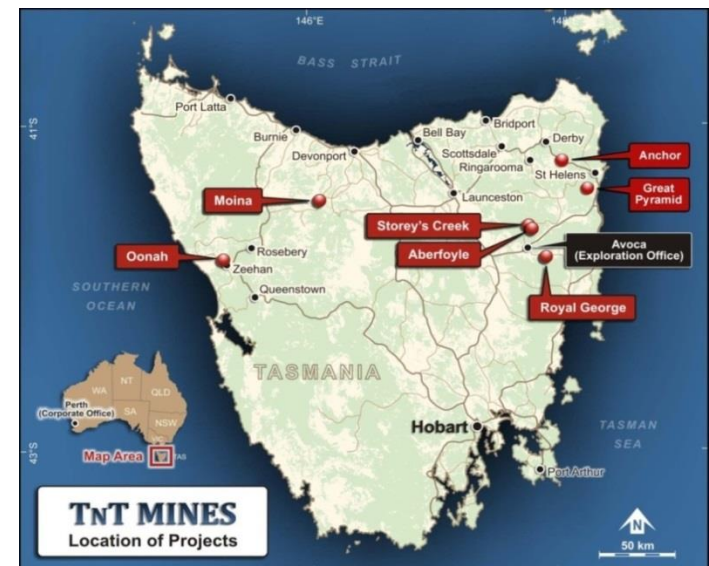 146°E
148°
BASS STRAIT
41°S
41°S
Port Latta
Burnie
Devonport
Bell Bay
Bridport
Scottsdale
Derby
Ringarooma
St Helens
Launceston
Anchor
Great
Pyramid
Moina
Storey's Creek
Aberfoyle
Avoca
(Exploration Office)
Oonah
Rosebery
Zeehan
Queenstown
Royal George
SOUTHERN
OCEAN
TASMANIA
Hobart
TASMAN
SEA
Port Arthur
WA
NT
QLD
SA
NSW
Perth
(Corporate Office)
Map Area
TAS
43°S
43°S
TNT MINES
Location of Projects
N
50 km